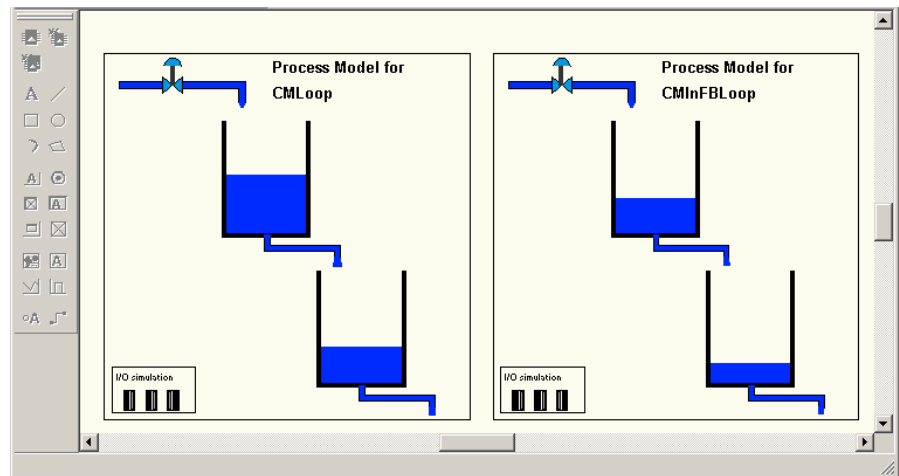 Process Model for
CMLoop
I/O simulation
Process Model for
CMInFBLoop
I/O simulation